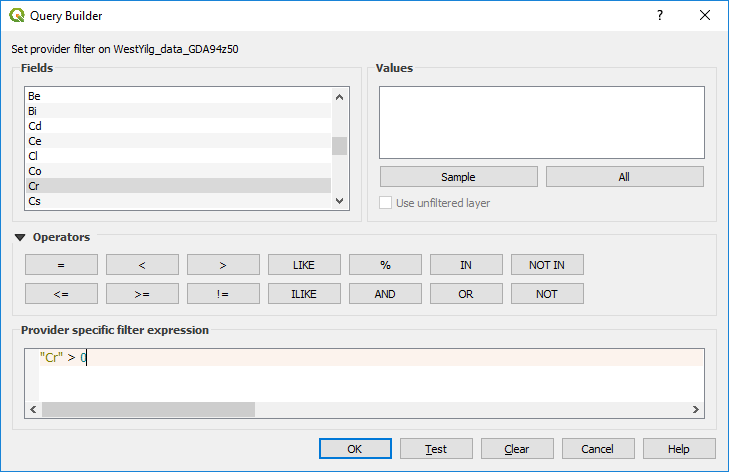 Query Builder
?
Set provider filter on WestYilg_data_GDA94z50
Fields
Be
Bi
Cd
Ce
Cl
Co
Cr
Cs
Values
Sample All
Use unfiltered layer
Operators
= < > LIKE % IN NOT IN
<= >= != ILIKE AND OR NOT
Provider specific filter expression
"Cr" > 0
OK Test Clear Cancel Help